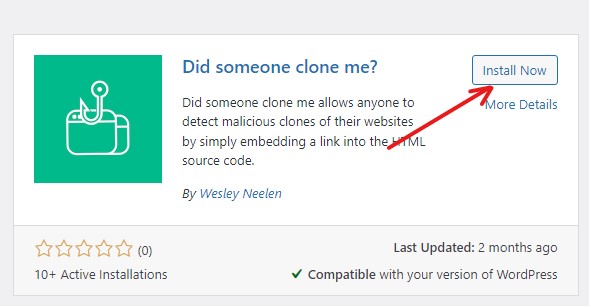 Did someone clone me?
Install Now
Did someone clone me allows anyone to
More Details
detect malicious clones of their websites
by simply embedding a link into the HTML
source code.
By Wesley Neelen
(0)
Last Updated: 2 months ago
10+ Active Installations
Compatible with your version of WordPress